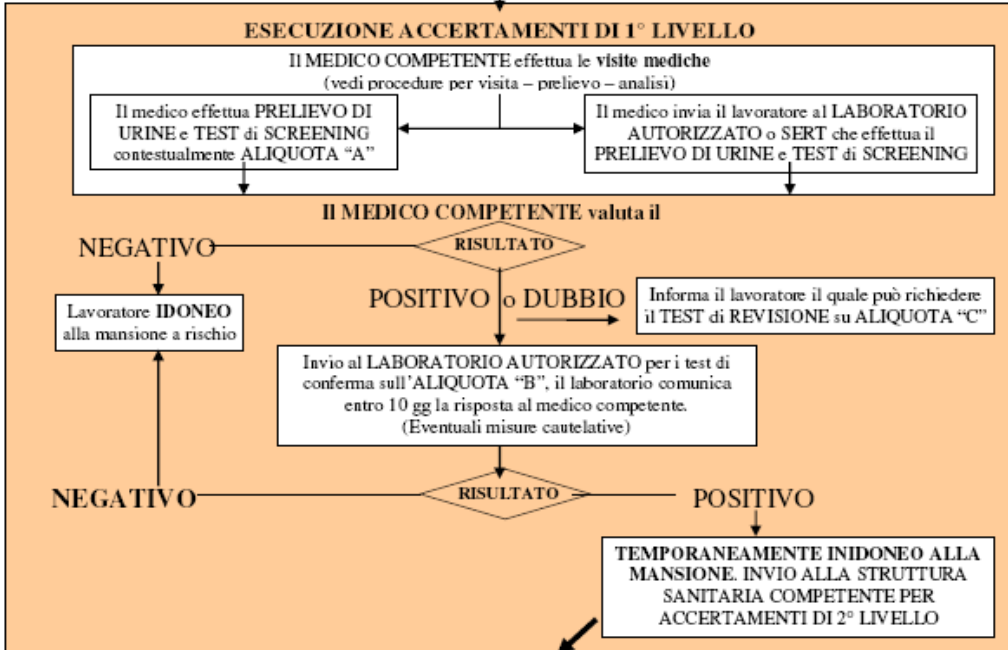 ESECUZIONE ACCERTAMENTI DI 1° LIVELLO
Il MEDICO COMPETENTE effettua le visite mediche
(vedi procedure per visita – prelievo – analisi)
Il medico effettua PRELIEVO DI
URINE e TEST di SCREENING
contestualmente ALIQUOTA “A”
Il medico invia il lavoratore al LABORATORIO
AUTORIZZATO o SERT che effettua il
PRELIEVO DI URINE e TEST di SCREENING
Il MEDICO COMPETENTE valuta il
NEGATIVO
RISULTATO
POSITIVO o DUBBIO
Lavoratore IDONEO
alla mansione a rischio
Informa il lavoratore il quale può richiedere
il TEST di REVISIONE su ALIQUOTA “C”
Invio al LABORATORIO AUTORIZZATO per i test di
conferma sull’ALIQUOTA “B”, il laboratorio comunica
entro 10 gg la risposta al medico competente.
(Eventuali misure cautelative)
NEGATIVO
RISULTATO
POSITIVO
TEMPORANEAMENTE INIDONEO ALLA
MANSIONE. INVIO ALLA STRUTTURA
SANITARIA COMPETENTE PER
ACCERTAMENTI DI 2° LIVELLO